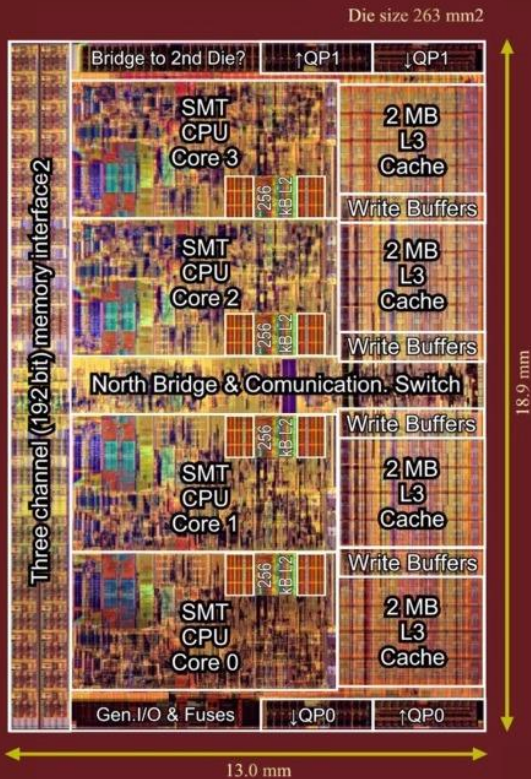 Die size 263 mm2
Bridge to 2nd Die?
↑QP1
↓QP1
Three channel (192 bit) memory interface2
SMT
CPU
Core 3
256
kB L2
2 MB
L3
Cache
Write Buffers
SMT
CPU
Core 2
256
kB L2
2 MB
L3
Cache
Write Buffers
North Bridge & Comunication. Switch
SMT
CPU
Core 1
256
kB L2
Write Buffers
2 MB
L3
Cache
SMT
CPU
Core 0
256
kB L2
Write Buffers
2 MB
L3
Cache
Gen.I/O & Fuses
↓QP0
↑QP0
18.9 mm
13.0 mm